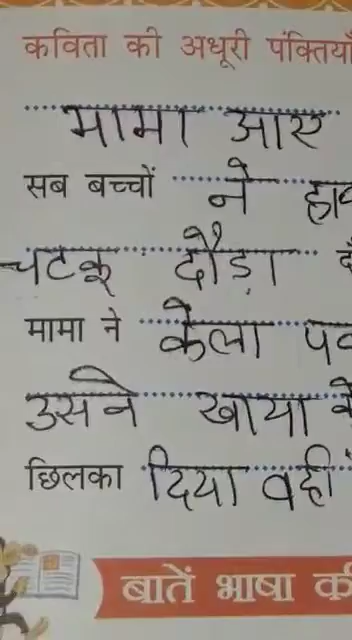 कविता की अधूरी पंक्तियाँ
मामा आए
सब बच्चों ने
चटकू दौड़ा
मामा ने केला
उसने खाया
छिलका दिया वहीं
बातें भाषा की